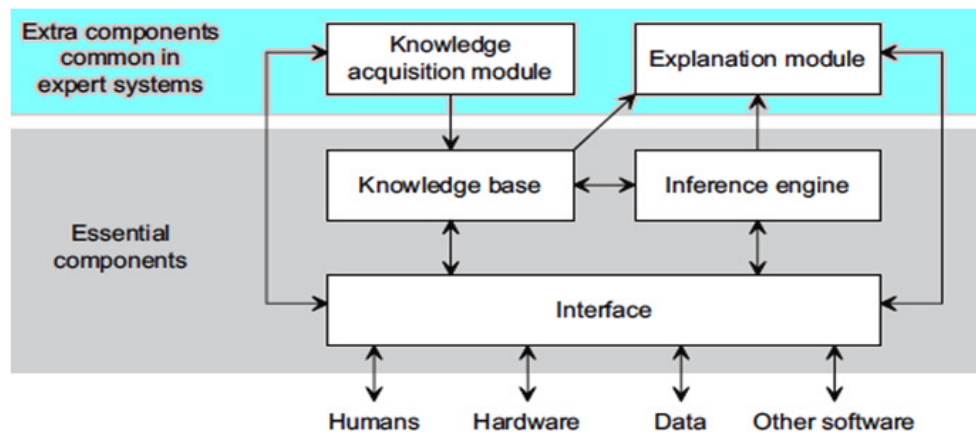 Extra components
common in
expert systems
Knowledge
acquisition module
Explanation module
Essential
components
Knowledge base
Inference engine
Interface
Humans
Hardware
Data
Other software